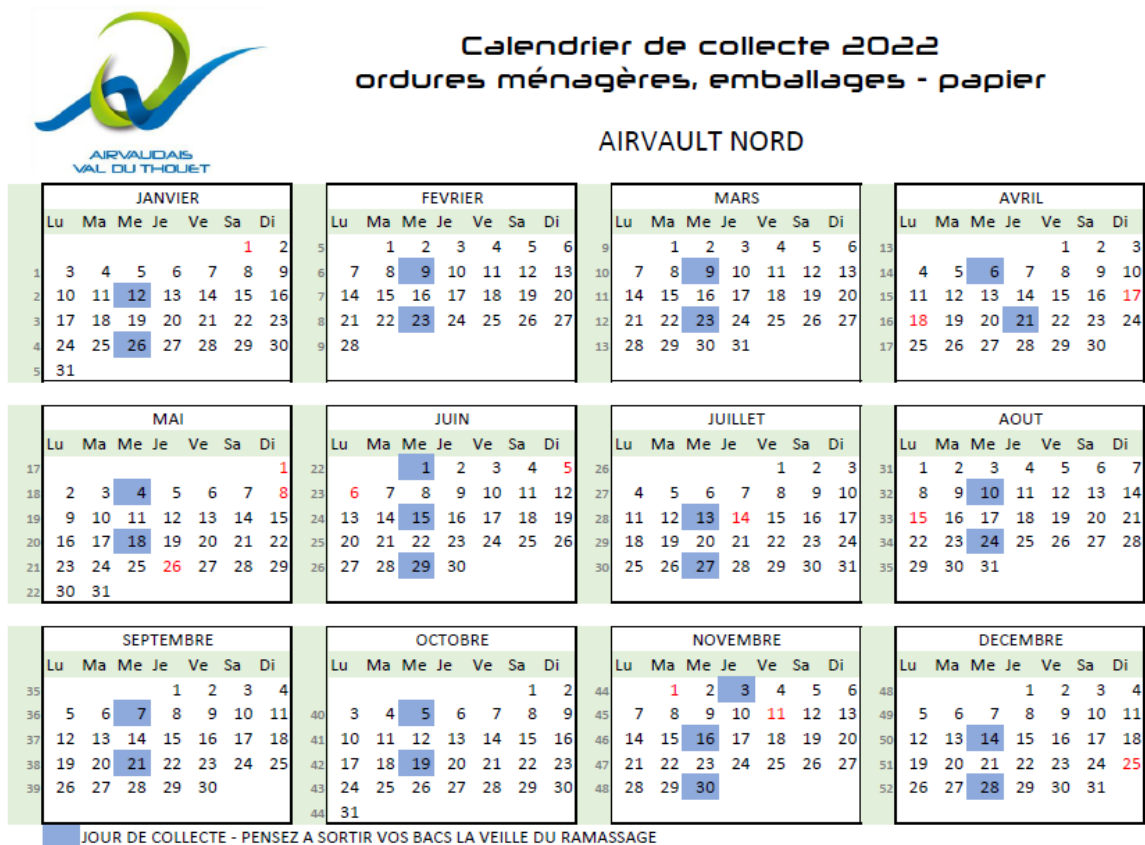 Calendrier de collecte 2022
ordures ménagères, emballages - papier
AIRVAUDAIS
VAL DU THOUET
AIRVAULT NORD
JANVIER
Lu Ma Me Je Ve Sa Di
1 2
1 3 4 5 6 7 8 9
2 10 11 12 13 14 15 16
3 17 18 19 20 21 22 23
4 24 25 26 27 28 29 30
5 31
FEVRIER
Lu Ma Me Je Ve Sa Di
5 1 2 3 4 5 6
6 7 8 9 10 11 12 13
7 14 15 16 17 18 19 20
8 21 22 23 24 25 26 27
9 28
MARS
Lu Ma Me Je Ve Sa Di
9 1 2 3 4 5 6
10 7 8 9 10 11 12 13
11 14 15 16 17 18 19 20
12 21 22 23 24 25 26 27
13 28 29 30 31
AVRIL
Lu Ma Me Je Ve Sa Di
13 1 2 3
14 4 5 6 7 8 9 10
15 11 12 13 14 15 16 17
16 18 19 20 21 22 23 24
17 25 26 27 28 29 30
MAI
Lu Ma Me Je Ve Sa Di
17 1
18 2 3 4 5 6 7 8
19 9 10 11 12 13 14 15
20 16 17 18 19 20 21 22
21 23 24 25 26 27 28 29
22 30 31
JUIN
Lu Ma Me Je Ve Sa Di
22 1 2 3 4 5
23 6 7 8 9 10 11 12
24 13 14 15 16 17 18 19
25 20 21 22 23 24 25 26
26 27 28 29 30
JUILLET
Lu Ma Me Je Ve Sa Di
26 1 2 3
27 4 5 6 7 8 9 10
28 11 12 13 14 15 16 17
29 18 19 20 21 22 23 24
30 25 26 27 28 29 30 31
AOUT
Lu Ma Me Je Ve Sa Di
31 1 2 3 4 5 6 7
32 8 9 10 11 12 13 14
33 15 16 17 18 19 20 21
34 22 23 24 25 26 27 28
35 29 30 31
SEPTEMBRE
Lu Ma Me Je Ve Sa Di
35 1 2 3 4
36 5 6 7 8 9 10 11
37 12 13 14 15 16 17 18
38 19 20 21 22 23 24 25
39 26 27 28 29 30
OCTOBRE
Lu Ma Me Je Ve Sa Di
1 2
40 3 4 5 6 7 8 9
41 10 11 12 13 14 15 16
42 17 18 19 20 21 22 23
43 24 25 26 27 28 29 30
44 31
NOVEMBRE
Lu Ma Me Je Ve Sa Di
44 1 2 3 4 5 6
45 7 8 9 10 11 12 13
46 14 15 16 17 18 19 20
47 21 22 23 24 25 26 27
48 28 29 30
DECEMBRE
Lu Ma Me Je Ve Sa Di
48 1 2 3 4
49 5 6 7 8 9 10 11
50 12 13 14 15 16 17 18
51 19 20 21 22 23 24 25
52 26 27 28 29 30 31
JOUR DE COLLECTE - PENSEZ A SORTIR VOS BACS LA VEILLE DU RAMASSAGE